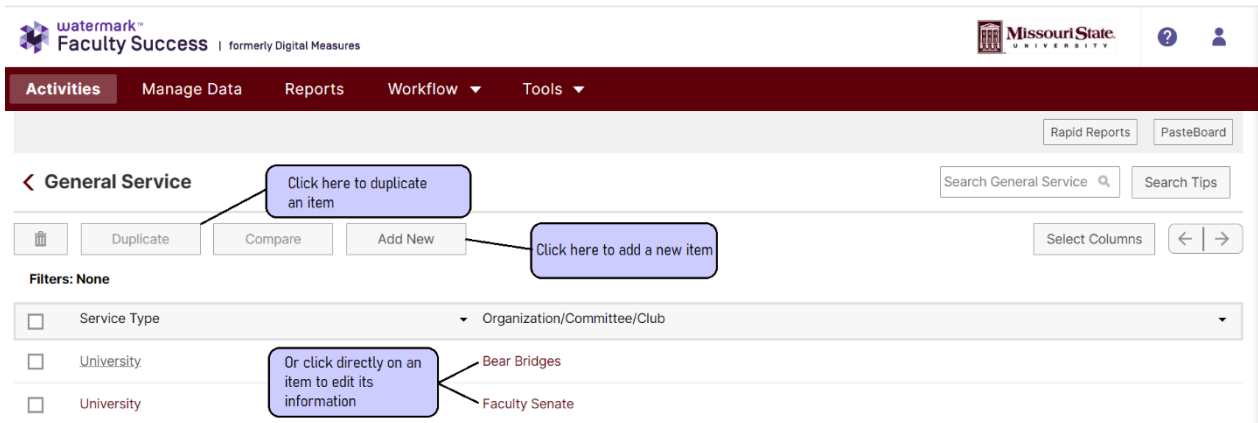 watermark™
Faculty Success | formerly Digital Measures
Missouri State.
UNIVERSITY
?
Activities Manage Data Reports Workflow Tools
Rapid Reports PasteBoard
General Service
Click here to duplicate
an item
Search General Service
Search Tips
Duplicate Compare Add New
Click here to add a new item
Select Columns
Filters: None
Service Type Organization/Committee/Club
University
Or click directly on an
item to edit its
information
Bear Bridges
University
Faculty Senate